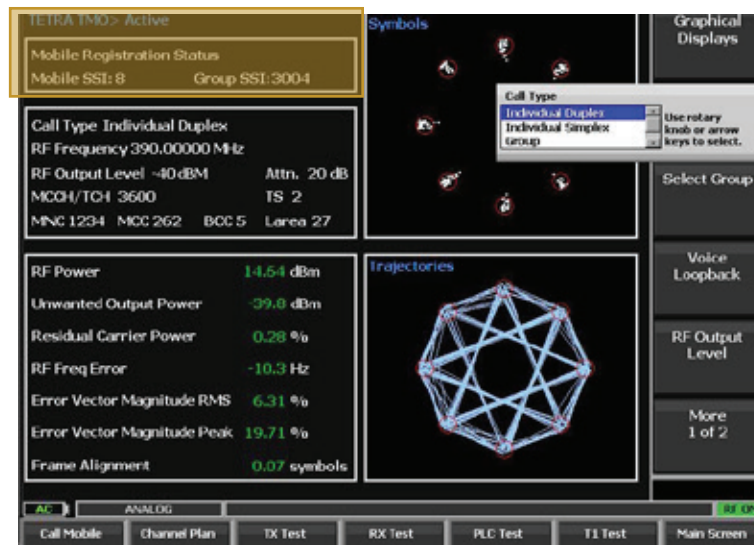 TETRA TMO> Active
Mobile Registration Status
Mobile SSI: 8 Group SSI:3004
Call Type Individual Duplex
RF Frequency 390.00000 MHz
RF Output Level -40 dBM Attn. 20 dB
MCCH/TCH 3600 TS 2
MNC 1234 MCC 262 BCC 5 Larea 27
RF Power 14.64 dBm
Unwanted Output Power -39.8 dBm
Residual Carrier Power 0.28 %
RF Freq Error -10.3 Hz
Error Vector Magnitude RMS 6.31 %
Error Vector Magnitude Peak 19.71 %
Frame Alignment 0.07 symbols
Symbols
Call Type
Individual Duplex
Individual Simplex
Group
Use rotary
knob or arrow
keys to select.
Trajectories
Graphical
Displays
Select Group
Voice
Loopback
RF Output
Level
More
1 of 2
AC ANALOG RF ON
Call Mobile Channel Plan TX Test RX Test PLC Test T1 Test Main Screen